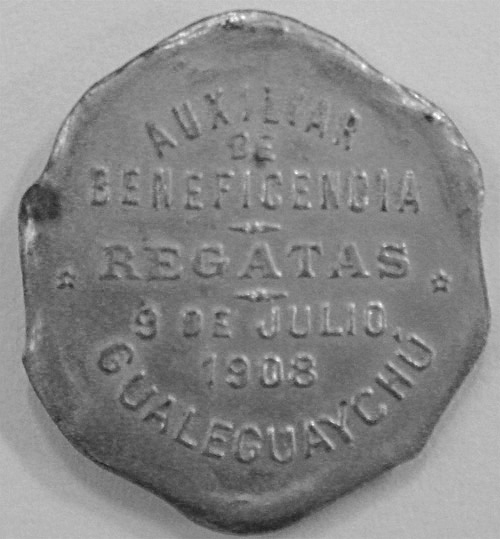 AUXILIAR
DE
BENEFICENCIA
REGATAS
9 DE JULIO.
1908
GUALEGUAYCHÚ